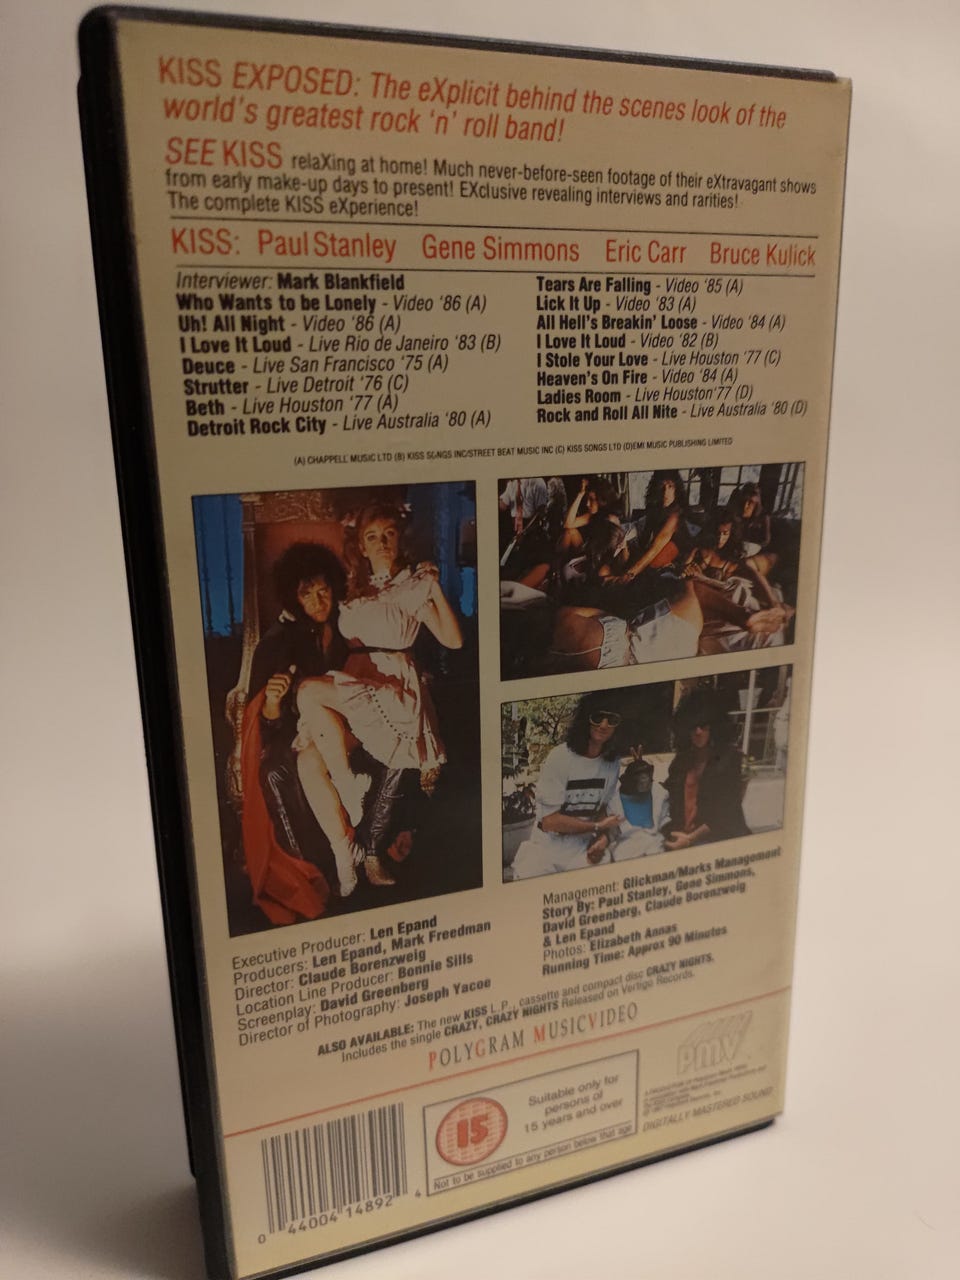 KISS EXPOSED: The eXplicit behind the scenes look of the
world's greatest rock 'n' roll band!
SEE KISS relaXing at home! Much never-before-seen footage of their eXtravagant shows
from early make-up days to present! EXclusive revealing interviews and rarities!
The complete KISS eXperience!
KISS: Paul Stanley Gene Simmons Eric Carr Bruce Kulick
Interviewer: Mark Blankfield
Who Wants to be Lonely - Video '86 (A)
Uh! All Night - Video '86 (A)
I Love It Loud - Live Rio de Janeiro '83 (B)
Deuce - Live San Francisco '75 (A)
Strutter - Live Detroit '76 (C)
Beth - Live Houston '77 (A)
Detroit Rock City - Live Australia '80 (A)
Tears Are Falling - Video '85 (A)
Lick It Up - Video '83 (A)
All Hell's Breakin' Loose - Video '84 (A)
I Love It Loud - Video '82 (B)
I Stole Your Love - Live Houston '77 (C)
Heaven's On Fire - Video '84 (A)
Ladies Room - Live Houston'77 (D)
Rock and Roll All Nite - Live Australia '80 (D)
(A) CHAPPELL MUSIC LTD (B) KISS SONGS INC/STREET BEAT MUSIC INC (C) KISS SONGS LTD (D)EMI MUSIC PUBLISHING LIMITED
Executive Producer: Len Epand
Producers: Len Epand, Mark Freedman
Director: Claude Borenzweig
Location Line Producer: Bonnie Sills
Screenplay: David Greenberg
Director of Photography: Joseph Yacoe
Management: Glickman/Marks Management
Story By: Paul Stanley, Gene Simmons,
David Greenberg, Claude Borenzweig
& Len Epand
Photos: Elizabeth Annas
Running Time: Approx 90 Minutes
ALSO AVAILABLE: The new KISS L.P., cassette and compact disc CRAZY NIGHTS.
Includes the single CRAZY, CRAZY NIGHTS Released on Vertigo Records.
POLYGRAM MUSICVIDEO
PMV
DIGITALLY MASTERED SOUND
15
Suitable only for
persons of
15 years and over
Not to be supplied to any person below that age
0 44004 14892 4